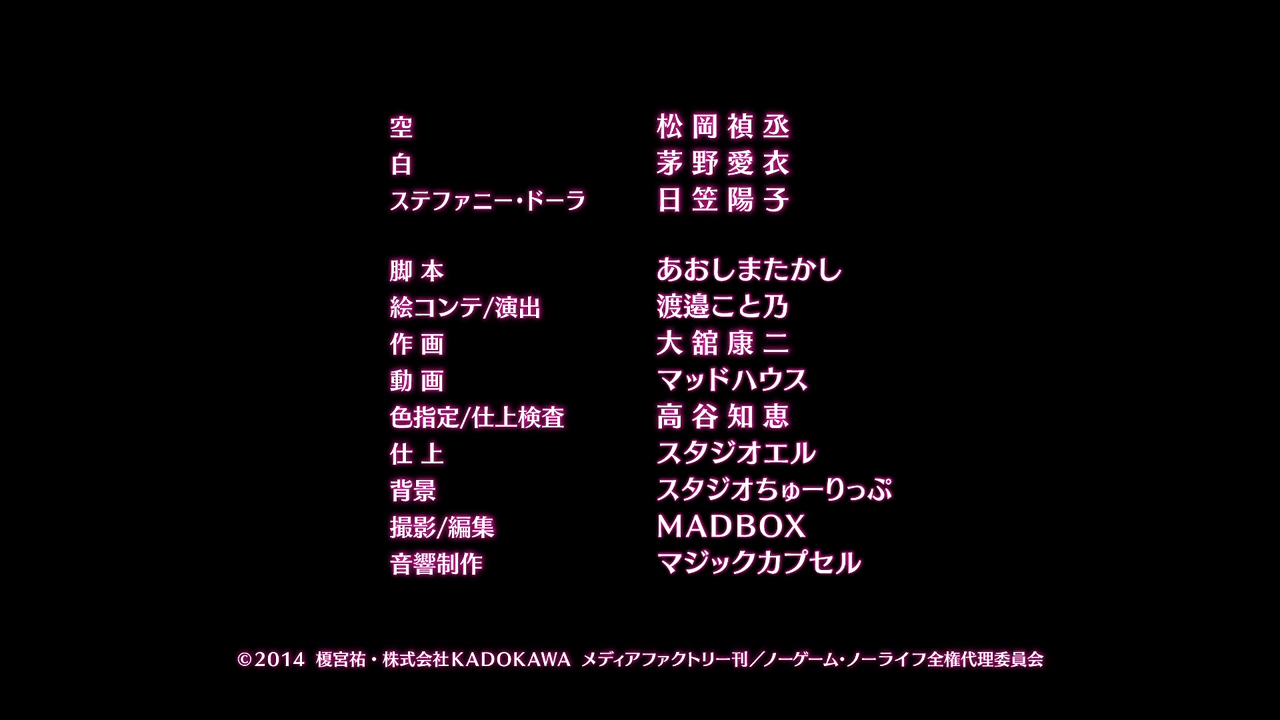 空 松岡禎丞
白 茅野愛衣
ステファニー・ドーラ 日笠陽子
脚本 あおしまたかし
絵コンテ/演出 渡邉こと乃
作画 大舘康二
動画 マッドハウス
色指定/仕上検査 高谷知恵
仕上 スタジオエル
背景 スタジオちゅーりっぷ
撮影/編集 MADBOX
音響制作 マジックカプセル
©2014 榎宮祐・株式会社KADOKAWA メディアファクトリー刊／ノーゲーム・ノーライフ全権代理委員会